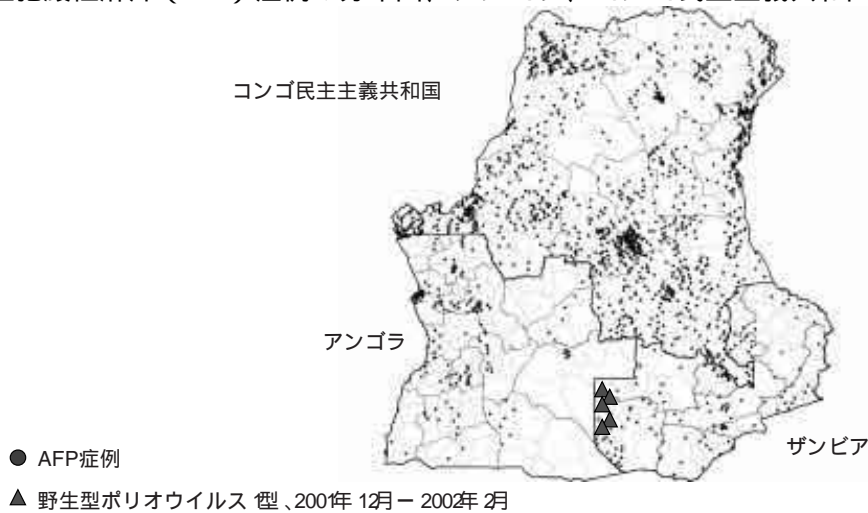 コンゴ民主主義共和国
アンゴラ
ザンビア
● AFP症例
▲ 野生型ポリオウイルス 1型、2001年 12月 － 2002年 2月